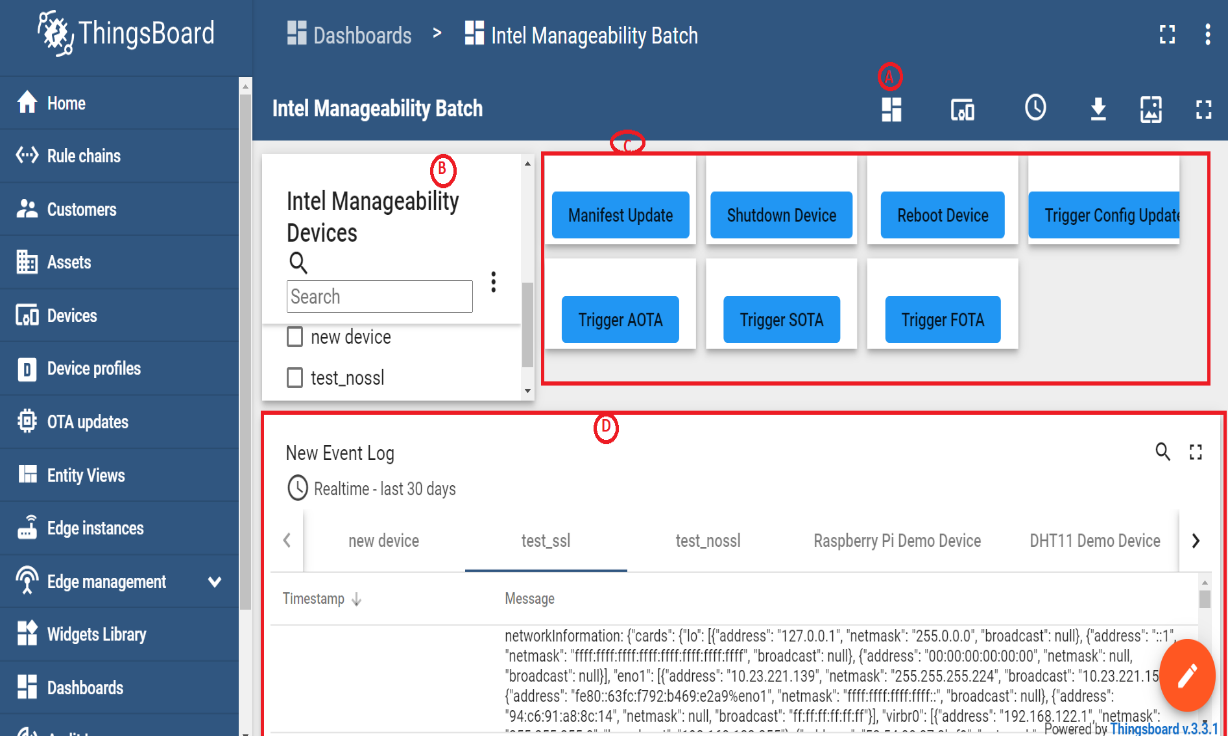 ThingsBoard
Dashboards > Intel Manageability Batch
Intel Manageability Batch
A
Home
Rule chains
Customers
Assets
Devices
Device profiles
OTA updates
Entity Views
Edge instances
Edge management
Widgets Library
Dashboards
B
Intel Manageability
Devices
Search
new device
test_nossl
C
Manifest Update Shutdown Device Reboot Device Trigger Config Update
Trigger AOTA Trigger SOTA Trigger FOTA
D
New Event Log
Realtime - last 30 days
new device test_ssl test_nossl Raspberry Pi Demo Device DHT11 Demo Device
Timestamp Message
networkInformation: {"cards": {"lo": [{"address": "127.0.0.1", "netmask": "255.0.0.0", "broadcast": null}, {"address": "::1",
"netmask": "ffff:ffff:ffff:ffff:ffff:ffff:ffff:ffff", "broadcast": null}, {"address": "00:00:00:00:00:00", "netmask": null,
"broadcast": null}], "eno1": [{"address": "10.23.221.139", "netmask": "255.255.255.224", "broadcast": "10.23.221.15
{"address": "fe80::63fc:f792:b469:e2a9%eno1", "netmask": "ffff:ffff:ffff:ffff::", "broadcast": null}, {"address":
"94:c6:91:a8:8c:14", "netmask": null, "broadcast": "ff:ff:ff:ff:ff:ff"}], "virbr0": [{"address": "192.168.122.1", "netmask":
Powered by Thingsboard v.3.3.1